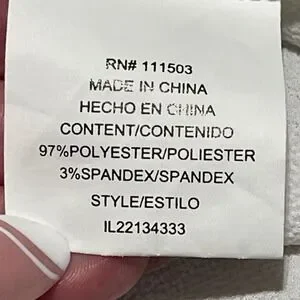 RN# 111503
MADE IN CHINA
HECHO EN CHINA
CONTENT/CONTENIDO
97%POLYESTER/POLIESTER
3%SPANDEX/SPANDEX
STYLE/ESTILO
IL22134333